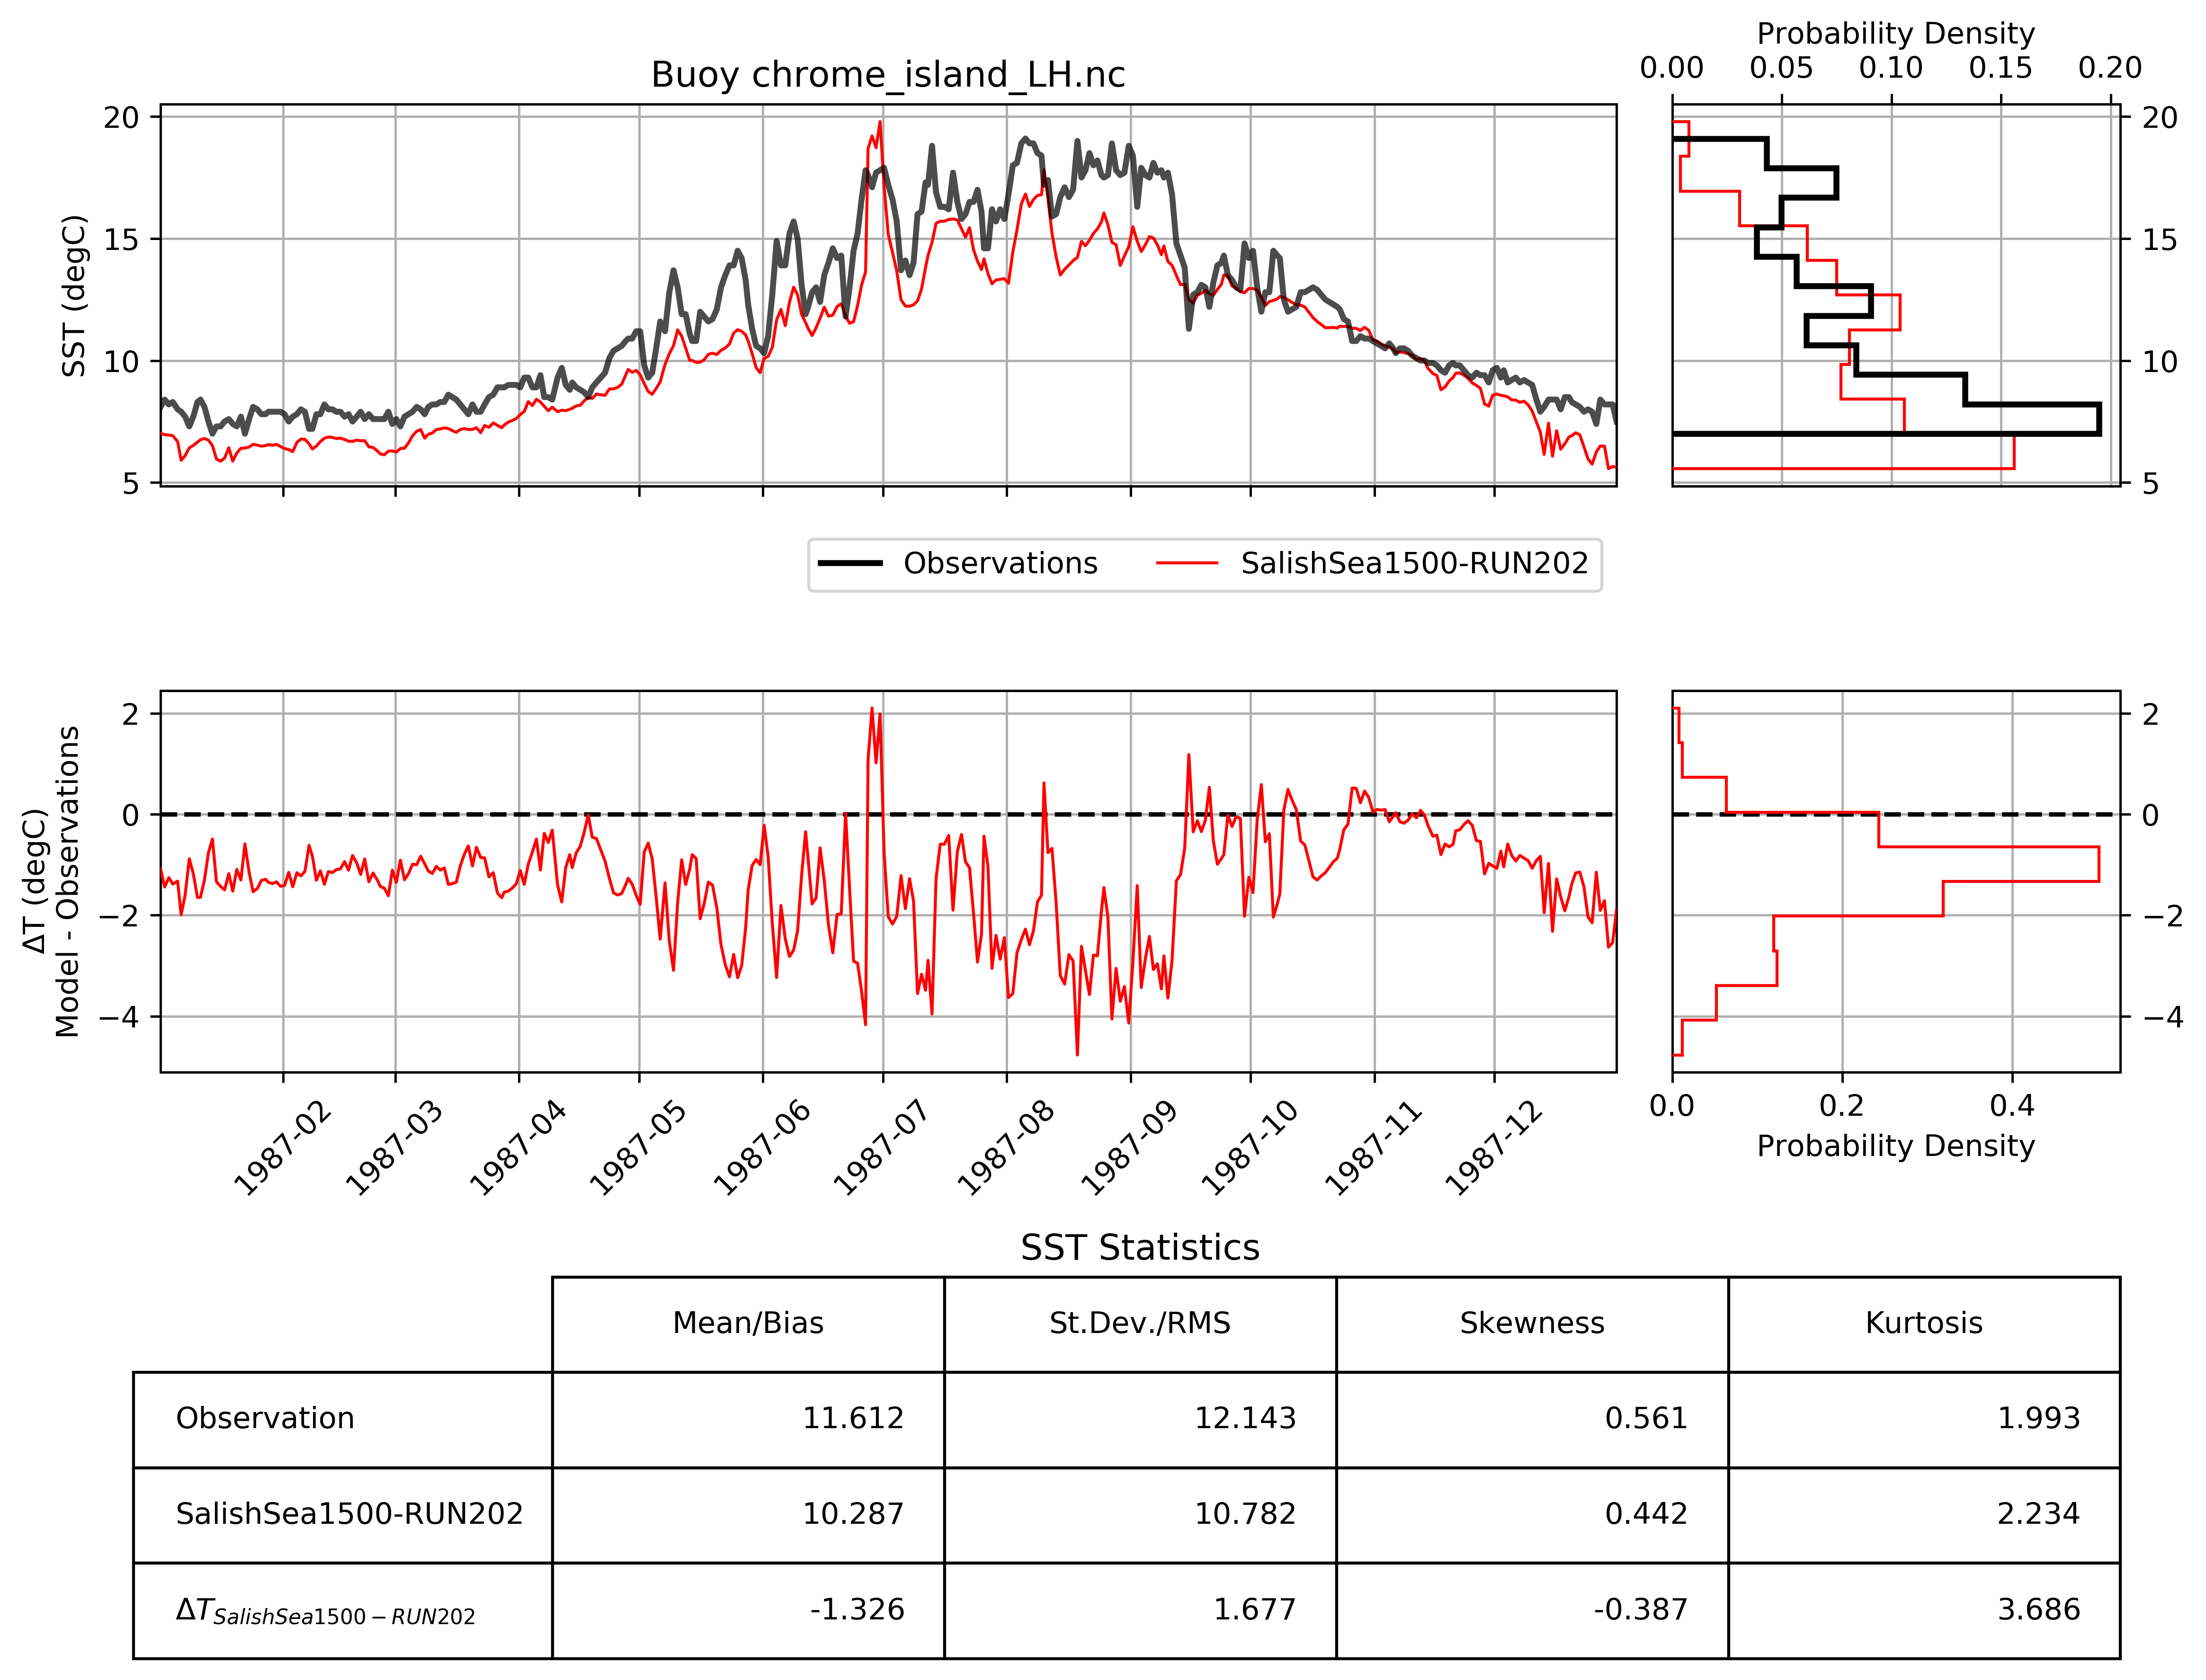 Probability Density
0.00 0.05 0.10 0.15 0.20
Buoy chrome_island_LH.nc
SST (degC)
20
15
10
5
20
15
10
5
Observations SalishSea1500-RUN202
ΔT (degC)
Model - Observations
2
0
−2
−4
2
0
−2
−4
1987-02 1987-03 1987-04 1987-05 1987-06 1987-07 1987-08 1987-09 1987-10 1987-11 1987-12
0.0 0.2 0.4
Probability Density
SST Statistics
Mean/Bias St.Dev./RMS Skewness Kurtosis
Observation 11.612 12.143 0.561 1.993
SalishSea1500-RUN202 10.287 10.782 0.442 2.234
ΔT SalishSea1500−RUN202 -1.326 1.677 -0.387 3.686